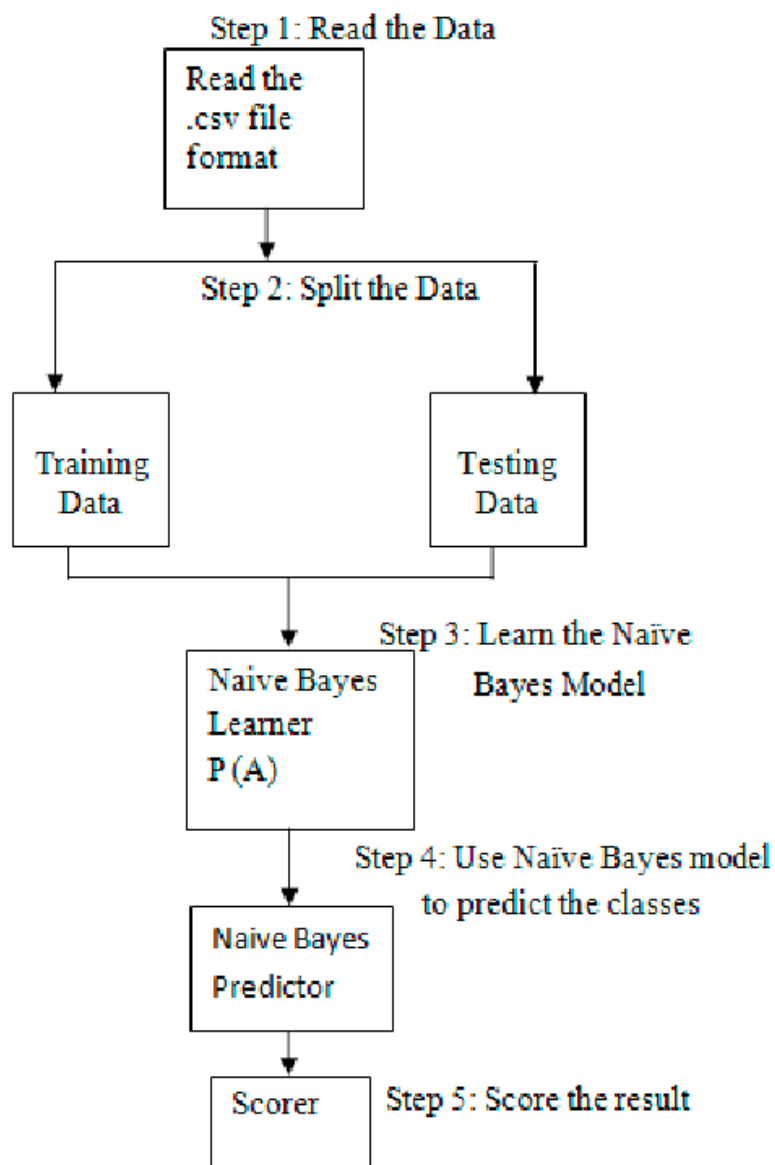 Step 1: Read the Data
Read the
.csv file
format
Step 2: Split the Data
Training
Data
Testing
Data
Step 3: Learn the Naïve
Bayes Model
Naive Bayes
Learner
P (A)
Step 4: Use Naïve Bayes model
to predict the classes
Naive Bayes
Predictor
Scorer
Step 5: Score the result